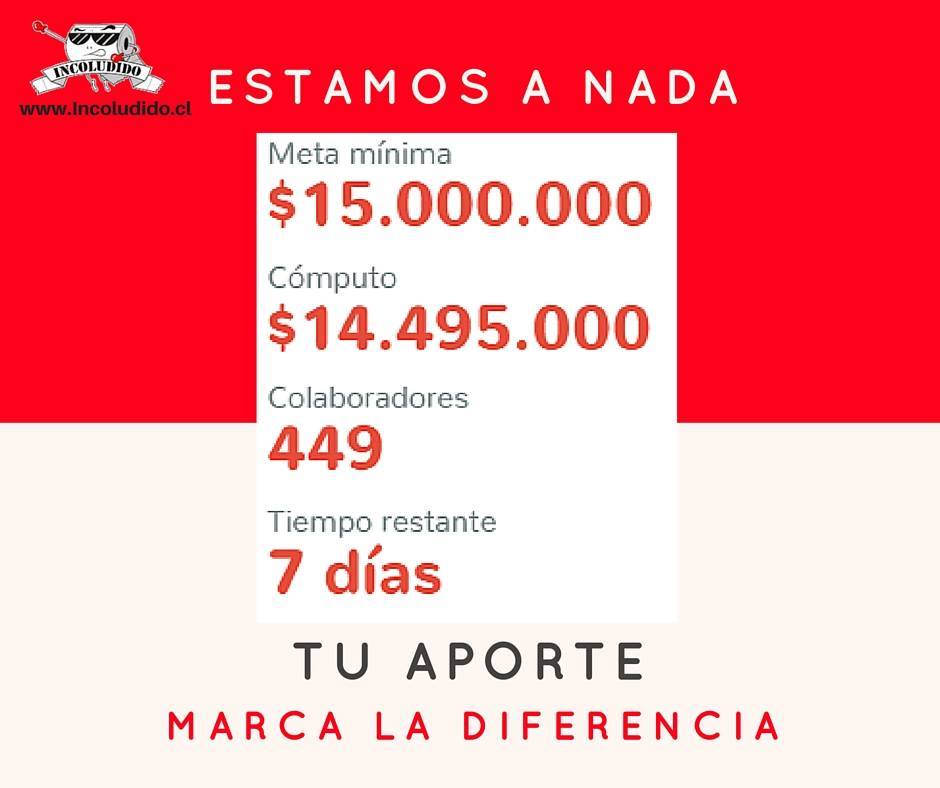 INCOLUDIDO
www.Incoludido.cl
ESTAMOS A NADA
Meta mínima
$15.000.000
Cómputo
$14.495.000
Colaboradores
449
Tiempo restante
7 días
TU APORTE
MARCA LA DIFERENCIA